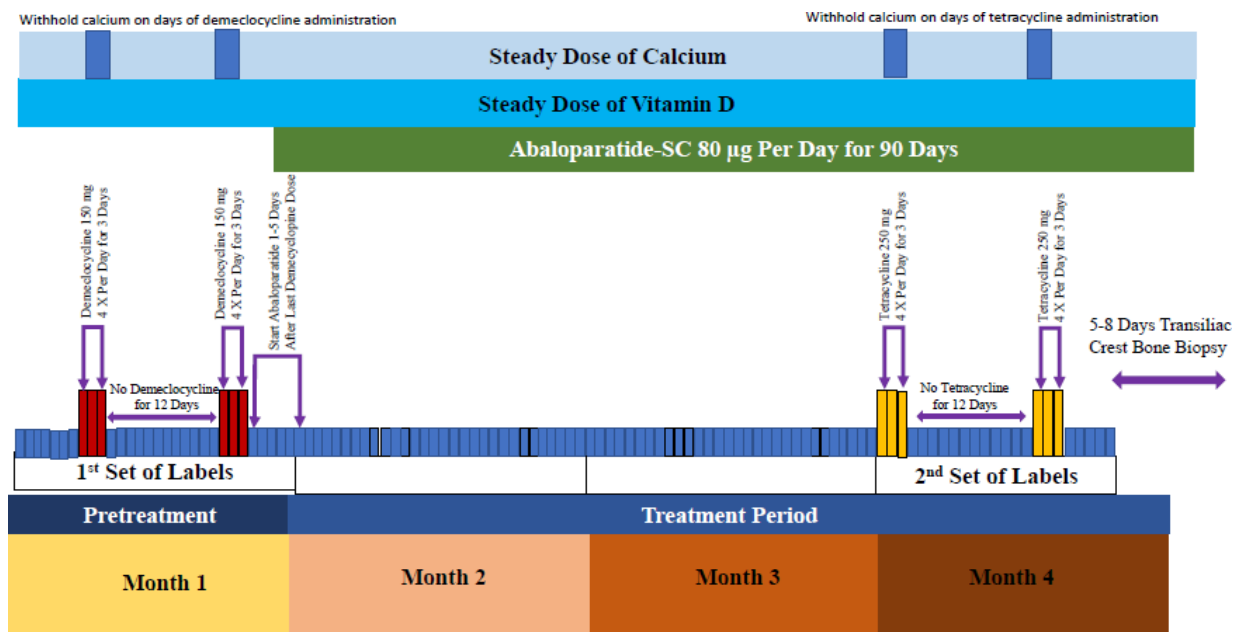 Withhold calcium on days of demeclocycline administration
Withhold calcium on days of tetracycline administration
Steady Dose of Calcium
Steady Dose of Vitamin D
Abaloparatide-SC 80 µg Per Day for 90 Days
Demeclocycline 150 mg
4 X Per Day for 3 Days
Demeclocycline 150 mg
4 X Per Day for 3 Days
Start Abaloparatide 1-5 Days
After Last Demecyclopine Dose
Tetracycline 250 mg
4 X Per Day for 3 Days
Tetracycline 250 mg
4 X Per Day for 3 Days
5-8 Days Transiliac
Crest Bone Biopsy
No Demeclocycline
for 12 Days
No Tetracycline
for 12 Days
1st Set of Labels
2nd Set of Labels
Pretreatment
Treatment Period
Month 1
Month 2
Month 3
Month 4